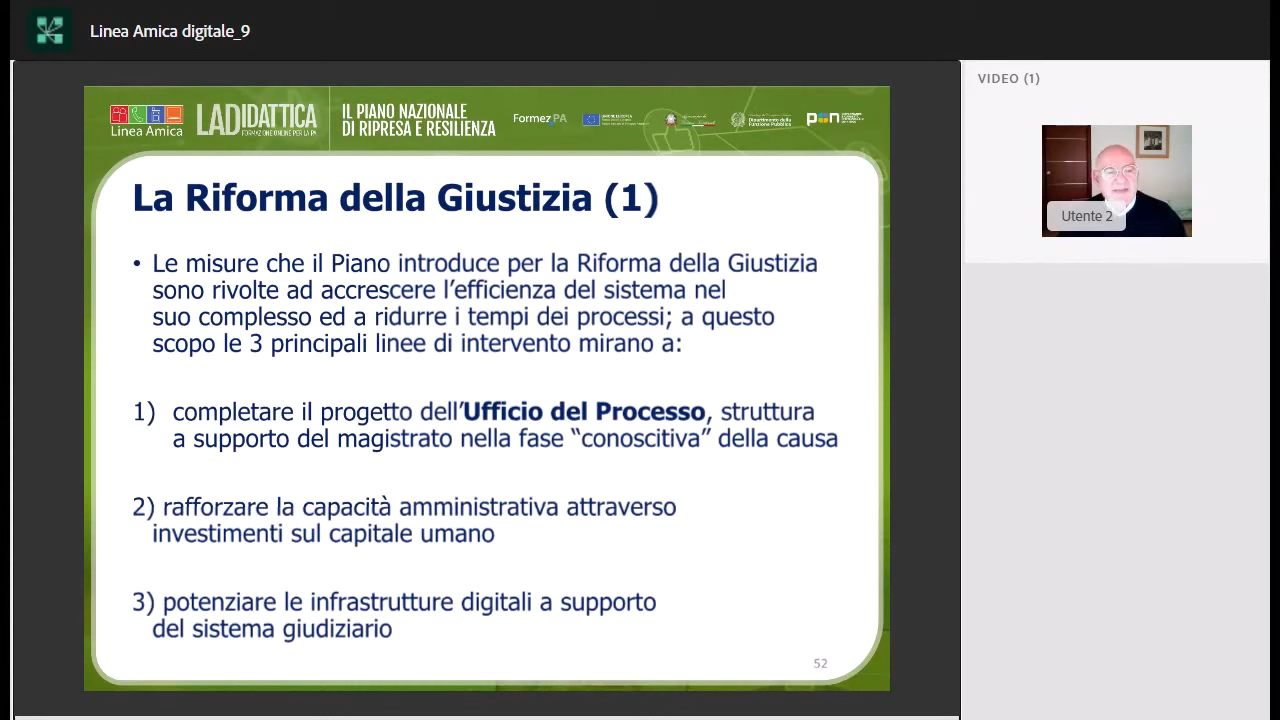 Linea Amica digitale_9
VIDEO (1)
Linea Amica
LADIDATTICA
FORMAZIONE ONLINE PER LA PA
IL PIANO NAZIONALE
DI RIPRESA E RESILIENZA
Formez PA
UNIONE EUROPEA
Dipartimento della
Funzione Pubblica
pon
La Riforma della Giustizia (1)
• Le misure che il Piano introduce per la Riforma della Giustizia
sono rivolte ad accrescere l’efficienza del sistema nel
suo complesso ed a ridurre i tempi dei processi; a questo
scopo le 3 principali linee di intervento mirano a:
1) completare il progetto dell’Ufficio del Processo, struttura
a supporto del magistrato nella fase “conoscitiva” della causa
2) rafforzare la capacità amministrativa attraverso
investimenti sul capitale umano
3) potenziare le infrastrutture digitali a supporto
del sistema giudiziario
52
Utente 2